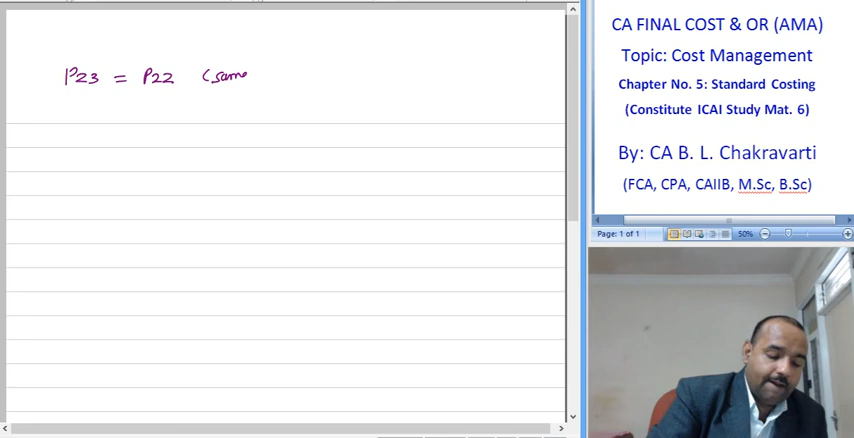 P23 = P22 (same
CA FINAL COST & OR (AMA)
Topic: Cost Management
Chapter No. 5: Standard Costing
(Constitute ICAI Study Mat. 6)
By: CA B. L. Chakravarti
(FCA, CPA, CAIIB, M.Sc, B.Sc)
Page: 1 of 1
50%